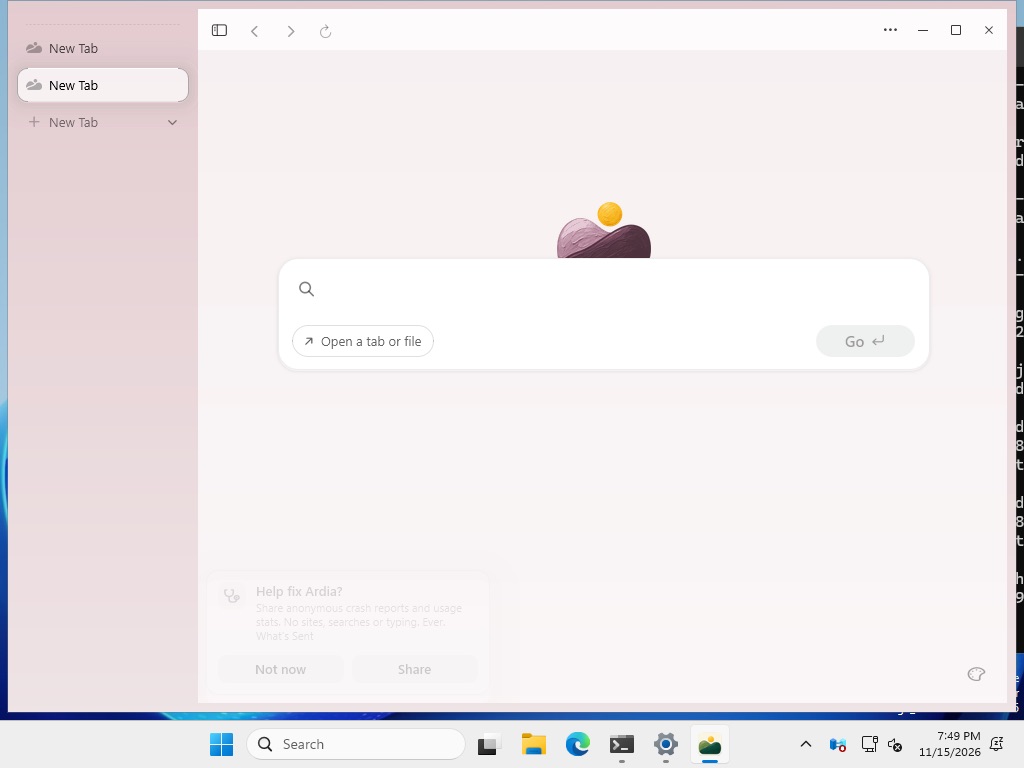 New Tab
New Tab
New Tab
Open a tab or file
Go
Help fix Ardia?
Share anonymous crash reports and usage
stats. No sites, searches or typing. Ever.
What's Sent
Not now
Share
Search
7:49 PM
11/15/2026